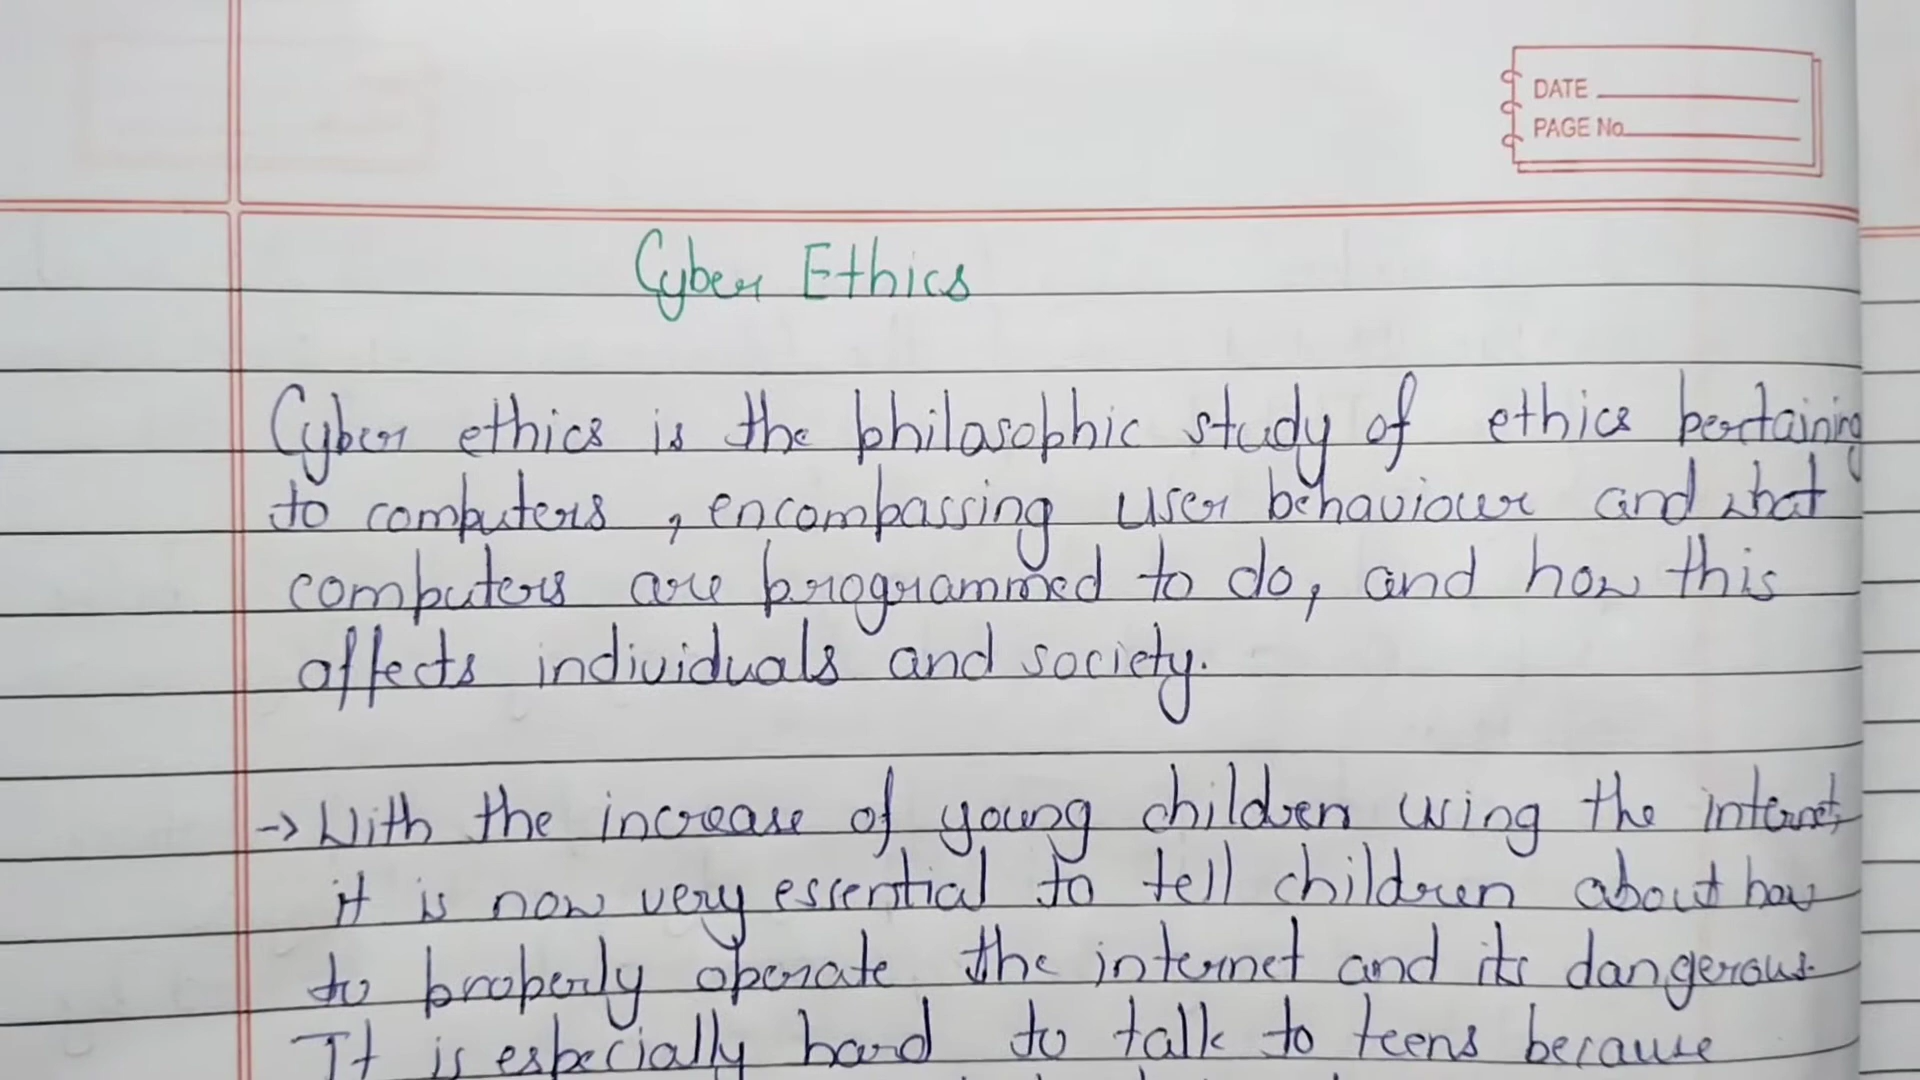 DATE
PAGE No.
Cyber Ethics
Cyber ethics is the philosophic study of ethics pertaining
to computers, encompassing user behaviour and what
computers are programmed to do, and how this
affects individuals and society.
→ With the increase of young children using the internet,
it is now very essential to tell children about how
to properly operate the internet and its dangerous.
It is especially hard to talk to teens because